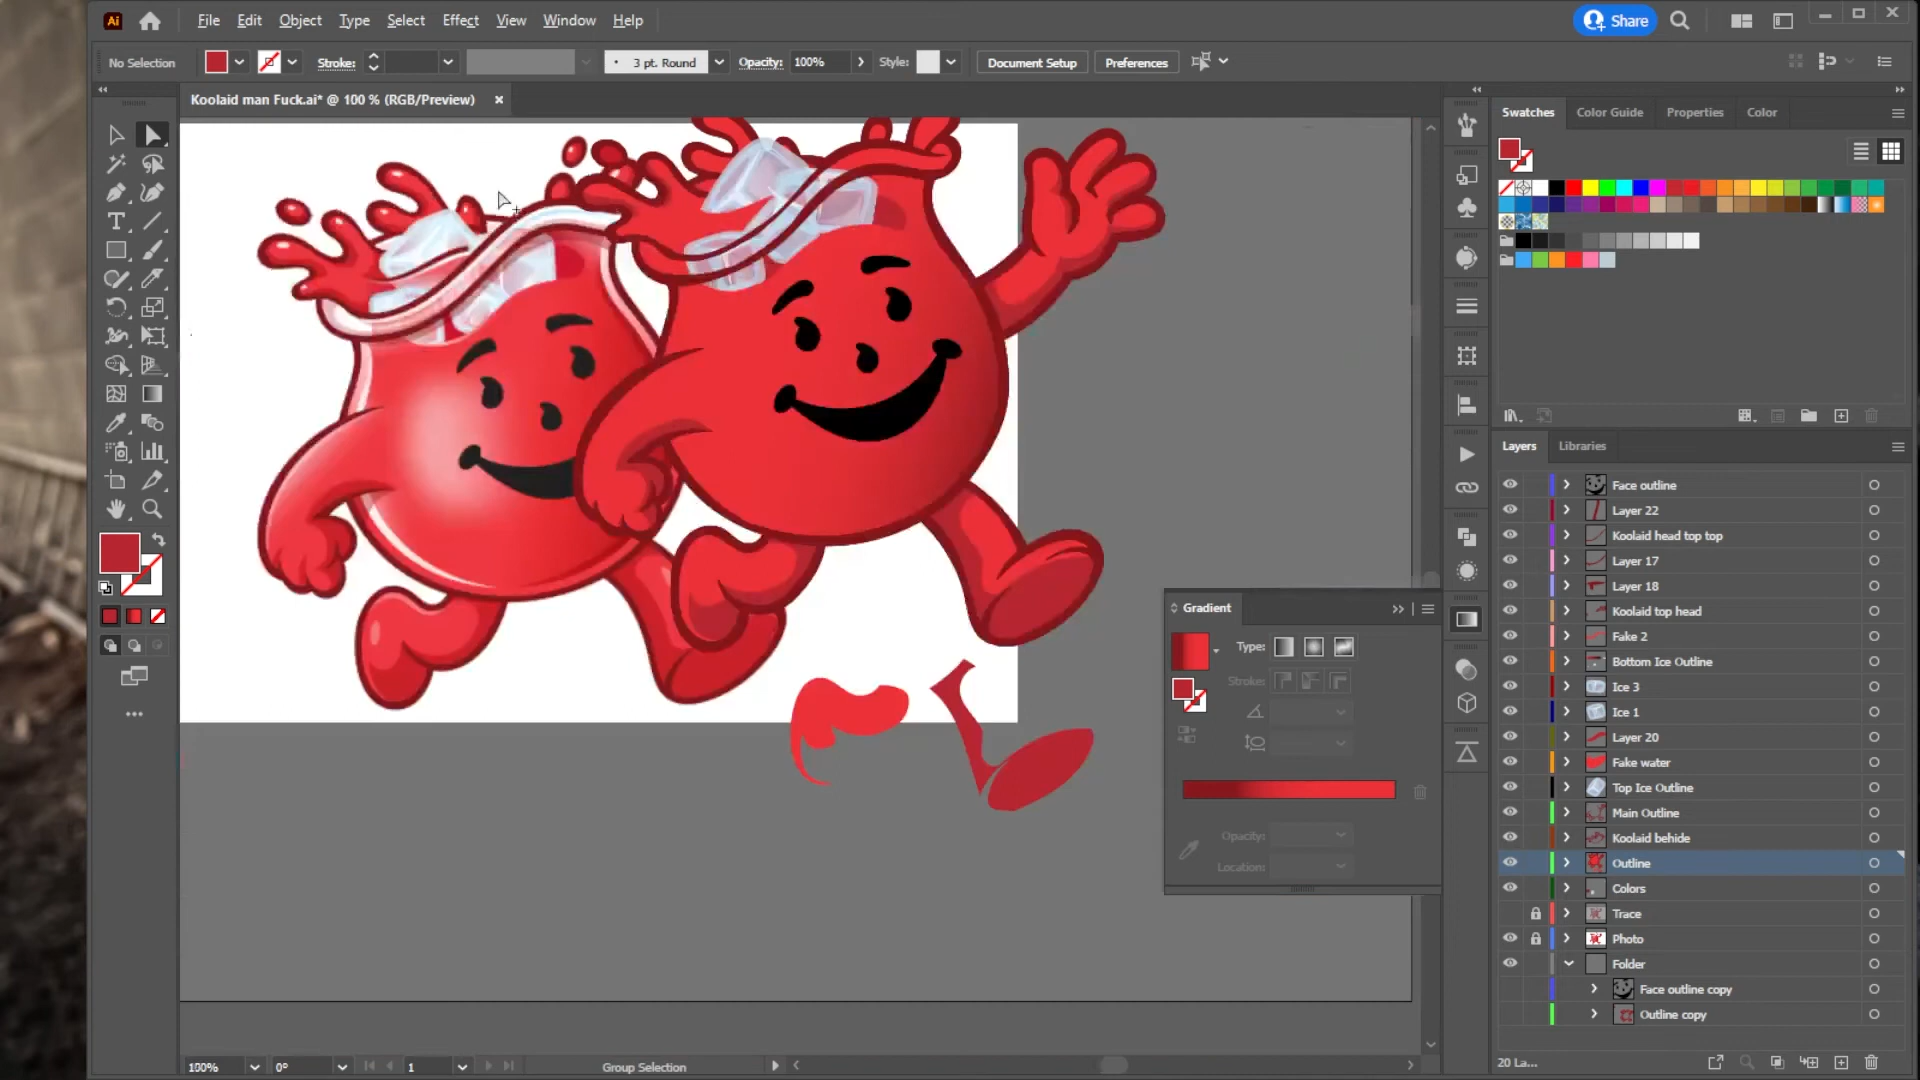 Ai File Edit Object Type Select Effect View Window Help Share
No Selection Stroke: 3 pt. Round Opacity: 100% Style: Document Setup Preferences
Koolaid man Fuck.ai* @ 100 % (RGB/Preview)
Swatches Color Guide Properties Color
Layers Libraries
Face outline
Layer 22
Koolaid head top top
Layer 17
Layer 18
Koolaid top head
Fake 2
Bottom Ice Outline
Ice 3
Ice 1
Layer 20
Fake water
Top Ice Outline
Main Outline
Koolaid behide
Outline
Colors
Trace
Photo
Folder
Face outline copy
Outline copy
20 La...
Gradient
Type:
Stroke:
Opacity:
Location:
100% 0° 1 Group Selection